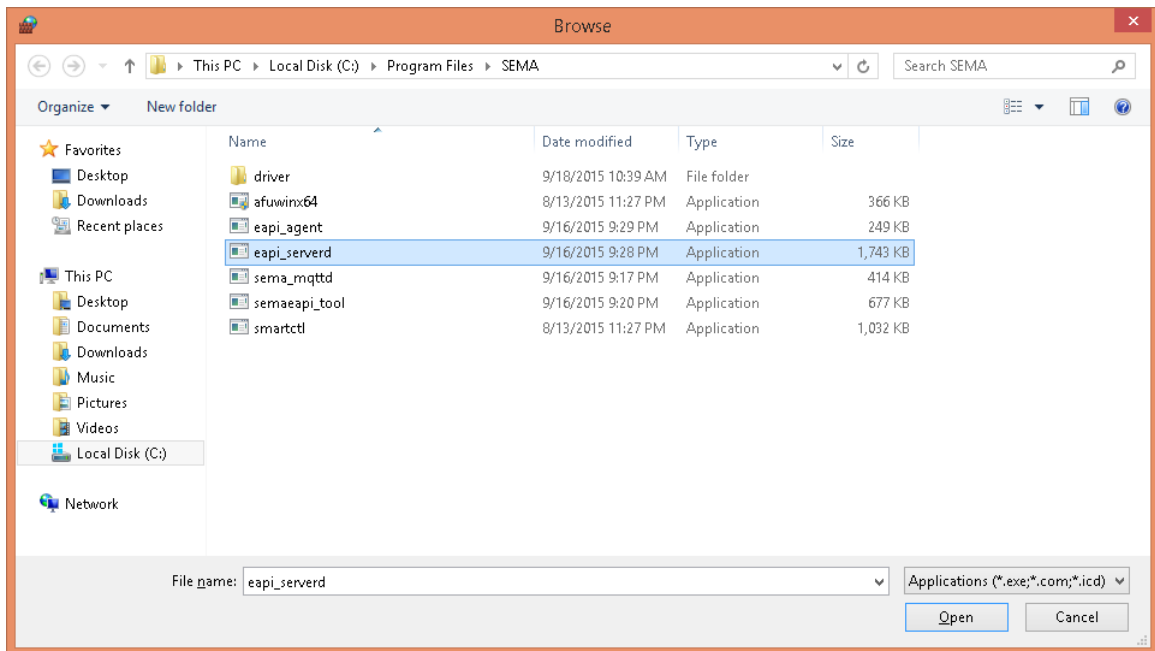 Browse
This PC Local Disk (C:) Program Files SEMA Search SEMA
Organize New folder
Name Date modified Type Size
Favorites
Desktop
Downloads
Recent places
This PC
Desktop
Documents
Downloads
Music
Pictures
Videos
Local Disk (C:)
Network
driver 9/18/2015 10:39 AM File folder
afuwinx64 8/13/2015 11:27 PM Application 366 KB
eapi_agent 9/16/2015 9:29 PM Application 249 KB
eapi_serverd 9/16/2015 9:28 PM Application 1,743 KB
sema_mqttd 9/16/2015 9:17 PM Application 414 KB
semaeapi_tool 9/16/2015 9:20 PM Application 677 KB
smartctl 8/13/2015 11:27 PM Application 1,032 KB
File name: eapi_serverd Applications (*.exe;*.com;*.icd)
Open Cancel